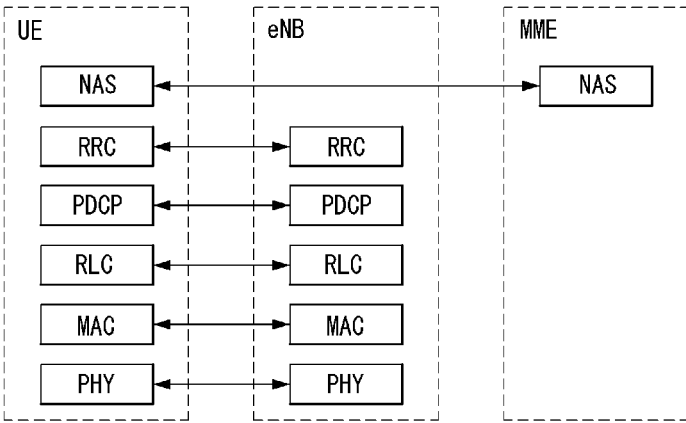 UE eNB MME
NAS NAS
RRC RRC
PDCP PDCP
RLC RLC
MAC MAC
PHY PHY